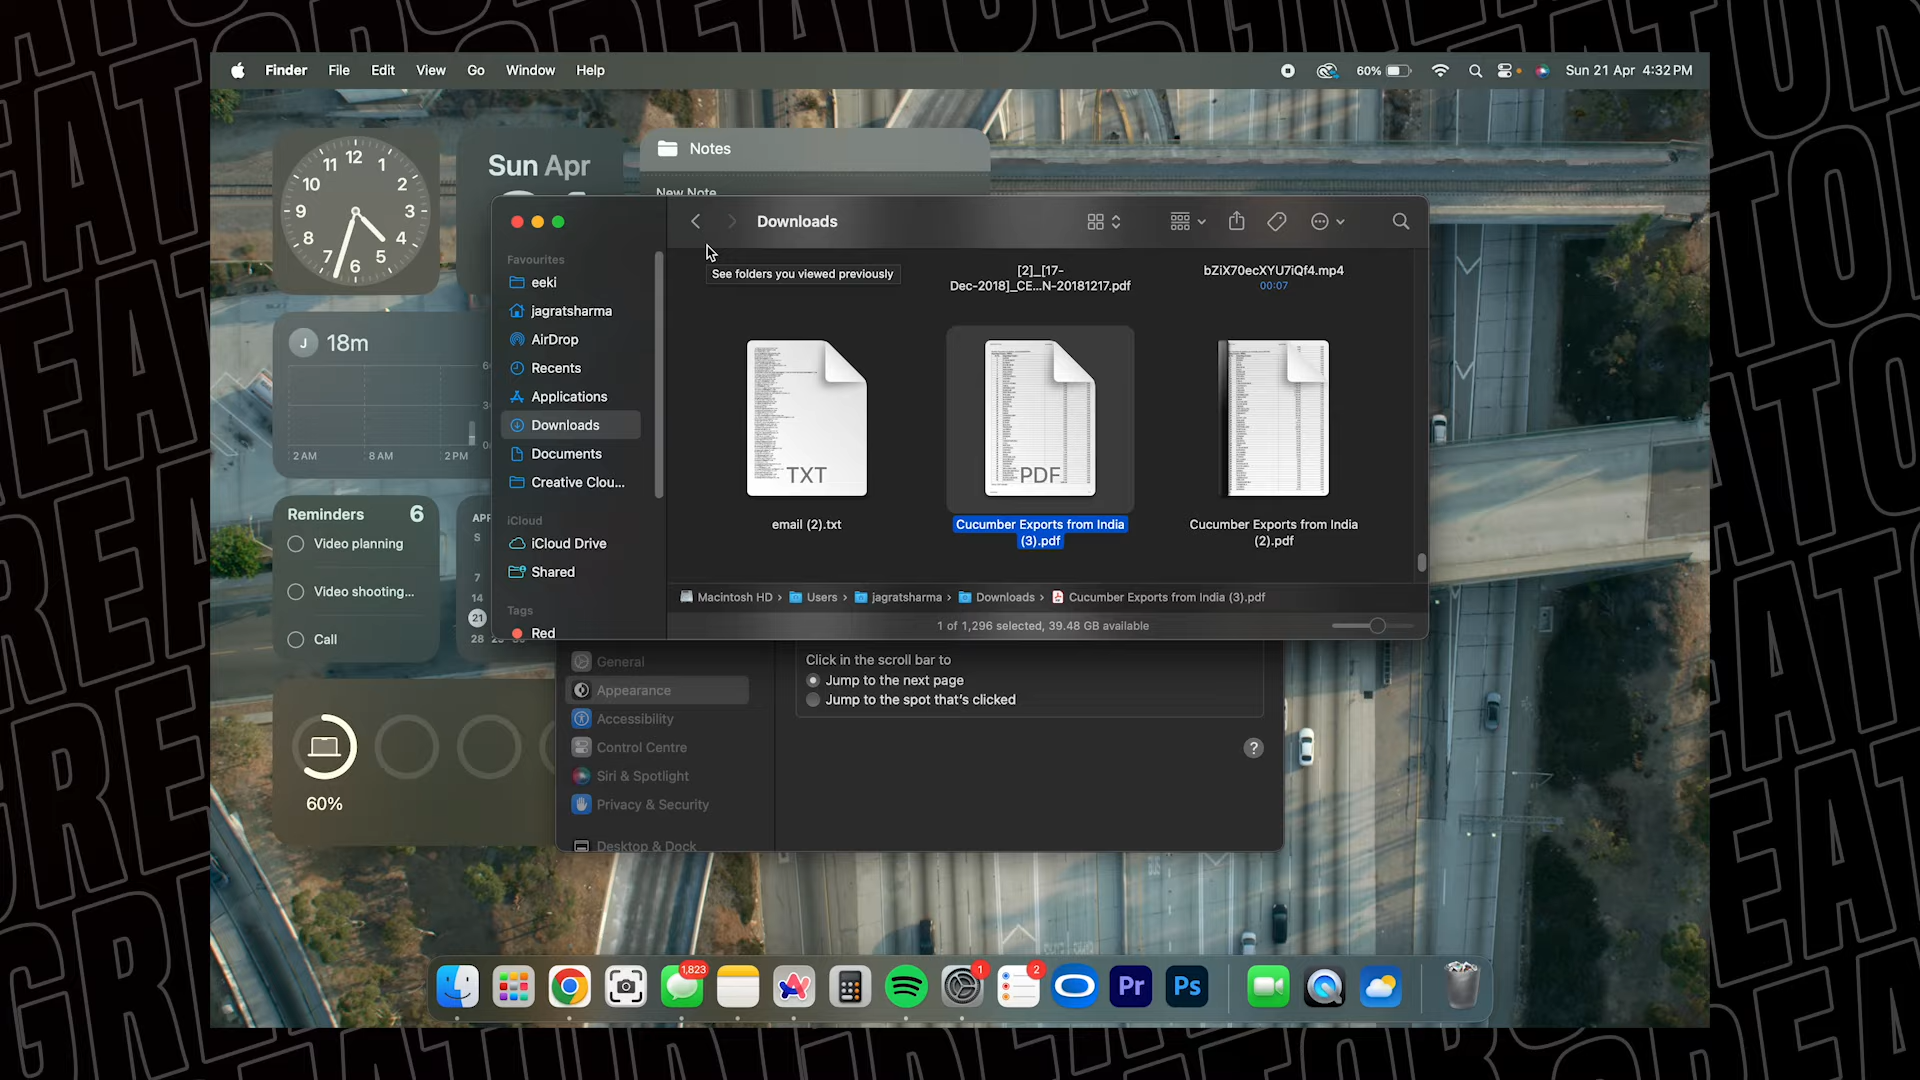 Finder File Edit View Go Window Help
60%
Sun 21 Apr 4:32 PM
12 1 2 3 4 5 6 7 8 9 10 11
Sun Apr
Notes
New Note
J 18m
2 AM 8 AM 2 PM
Reminders 6
Video planning
Video shooting...
Call
APR
S
7
14
21
28
60%
Downloads
See folders you viewed previously
Favourites
eeki
jagratsharma
AirDrop
Recents
Applications
Downloads
Documents
Creative Clou...
iCloud
iCloud Drive
Shared
Tags
Red
[2]_[17-
Dec-2018]_CE...N-20181217.pdf
bZiX70ecXYU7iQf4.mp4
00:07
TXT
email (2).txt
PDF
Cucumber Exports from India
(3).pdf
Cucumber Exports from India
(2).pdf
Macintosh HD › Users › jagratsharma › Downloads › Cucumber Exports from India (3).pdf
1 of 1,296 selected, 39.48 GB available
General
Appearance
Accessibility
Control Centre
Siri & Spotlight
Privacy & Security
Desktop & Dock
Click in the scroll bar to
Jump to the next page
Jump to the spot that's clicked
?
1,823
1
2
Pr
Ps